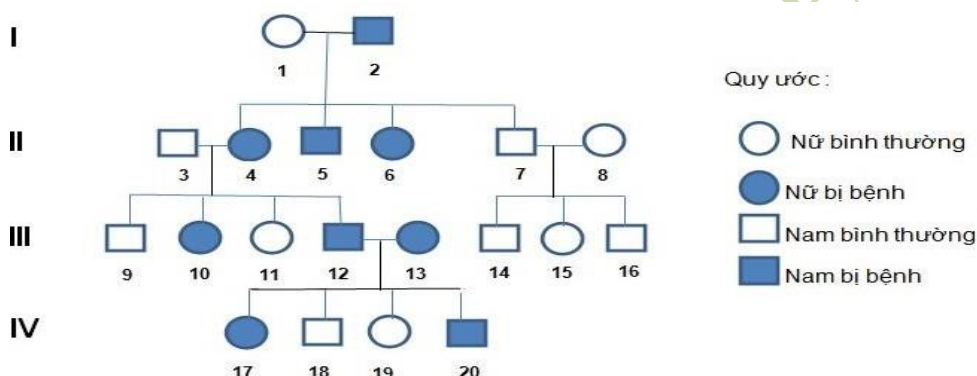 I
1 2
Quy ước :
II
3 4 5 6 7 8
Nữ bình thường
Nữ bị bệnh
III
Nam bình thường
9 10 11 12 13 14 15 16
Nam bị bệnh
IV
17 18 19 20